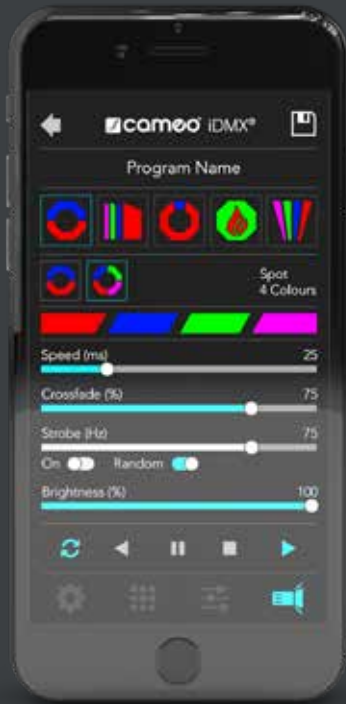 cameo iDMX®
Program Name
Spot
4 Colours
Speed (ms) 25
Crossfade (%) 75
Strobe (Hz) 75
On Random
Brightness (%) 100